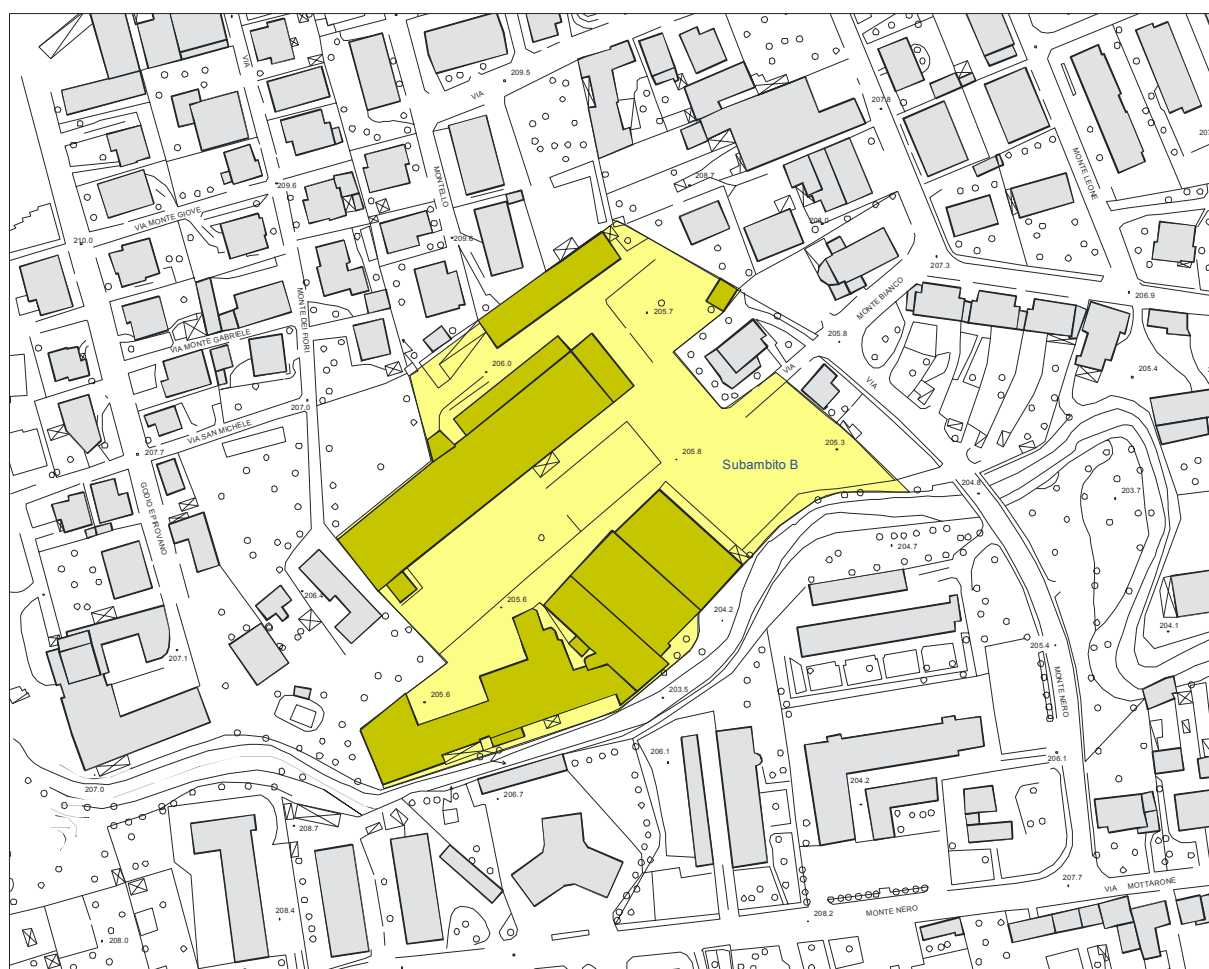 VIA
209.5
VIA
207.8
MONTE LEONE
MONTELLO
209.6
208.7
VIA MONTE GIOVE
210.0
209.6
208.0
207.3
MONTE BIANCO
206.9
MONTE DEI FIORI
205.7
VIA MONTE GABRIELE
205.8
206.0
VIA
VIA
205.4
207.0
VIA SAN MICHELE
207.7
205.3
205.8
Subambito B
GODIO E PIROVANO
204.8
203.7
204.7
206.4
205.6
204.2
204.1
207.1
205.4
MONTE NERO
205.6
203.5
206.1
206.1
207.0
204.2
206.7
208.7
207.7
VIA MOTTARONE
MONTE NERO
208.2
208.4
208.0